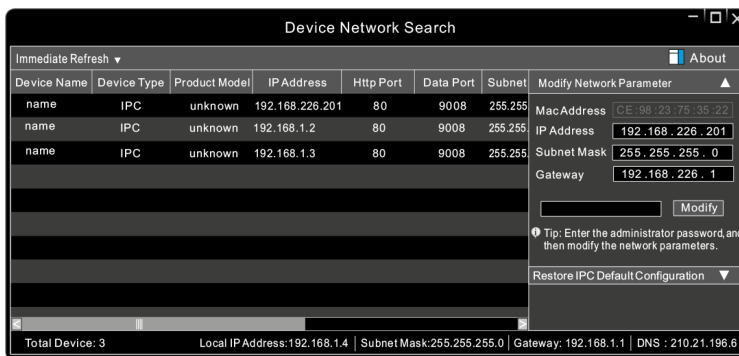 Device Network Search
Immediate Refresh ▼
About
Device Name Device Type Product Model IP Address Http Port Data Port Subnet
name IPC unknown 192.168.226.201 80 9008 255.255
name IPC unknown 192.168.1.2 80 9008 255.255.
name IPC unknown 192.168.1.3 80 9008 255.255.
Modify Network Parameter ▲
Mac Address CE:98:23:75:35:22
IP Address 192.168.226.201
Subnet Mask 255.255.255. 0
Gateway 192.168.226. 1
Modify
Tip: Enter the administrator password, and
then modify the network parameters.
Restore IPC Default Configuration ▼
Total Device: 3 Local IP Address:192.168.1.4 Subnet Mask:255.255.255.0 Gateway: 192.168.1.1 DNS : 210.21.196.6